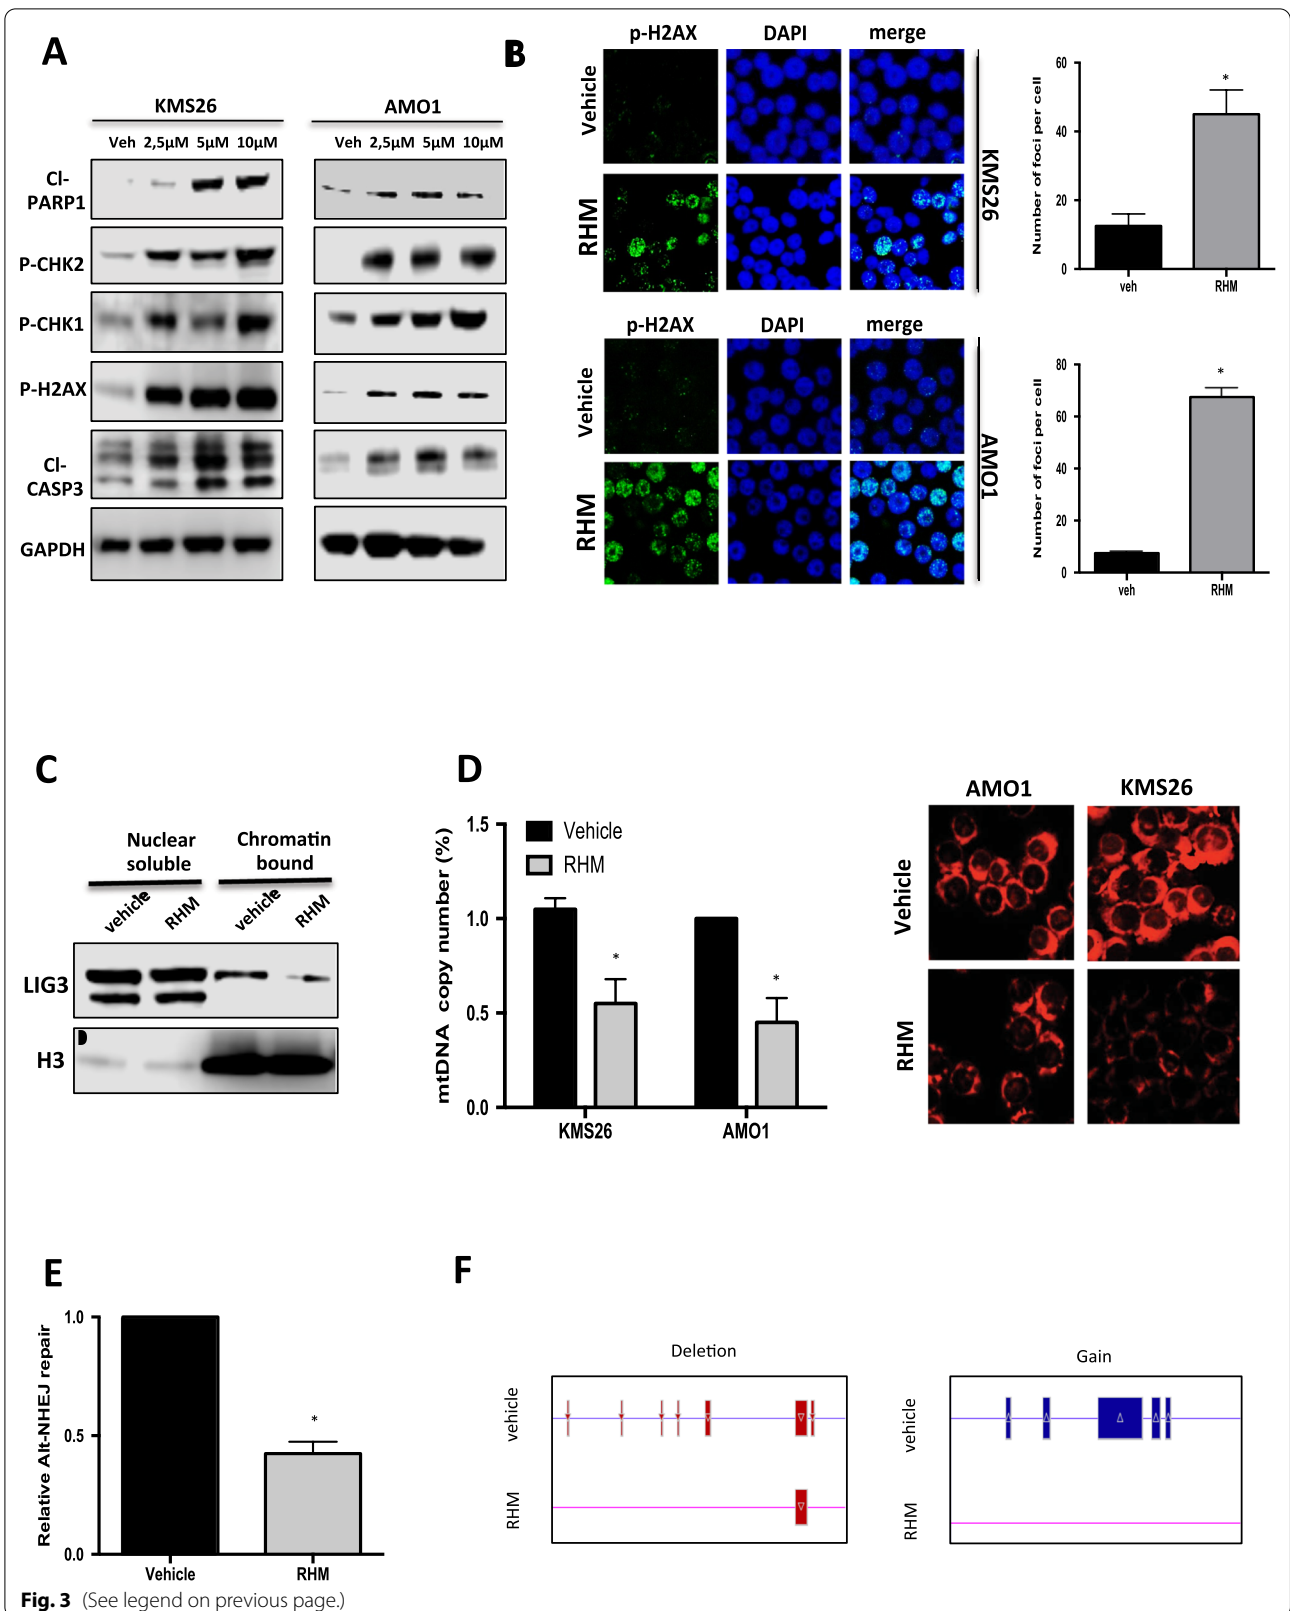 A
KMS26
AMO1
Veh 2,5µM 5µM 10µM
Veh 2,5µM 5µM 10µM
Cl-
PARP1
P-CHK2
P-CHK1
P-H2AX
Cl-
CASP3
GAPDH
B
p-H2AX DAPI merge
Vehicle
RHM
KMS26
p-H2AX DAPI merge
Vehicle
RHM
AMO1
Number of foci per cell
60
40
20
0
*
veh RHM
Number of foci per cell
80
60
40
20
0
*
veh RHM
C
Nuclear
soluble
Chromatin
bound
vehicle RHM vehicle RHM
LIG3
H3
D
mtDNA copy number (%)
1.5
1.0
0.5
0.0
Vehicle
RHM
*
*
KMS26 AMO1
AMO1 KMS26
Vehicle
RHM
E
Relative Alt-NHEJ repair
1.0
0.5
0.0
*
Vehicle RHM
F
Deletion
vehicle
RHM
Gain
vehicle
RHM
Fig. 3 (See legend on previous page.)